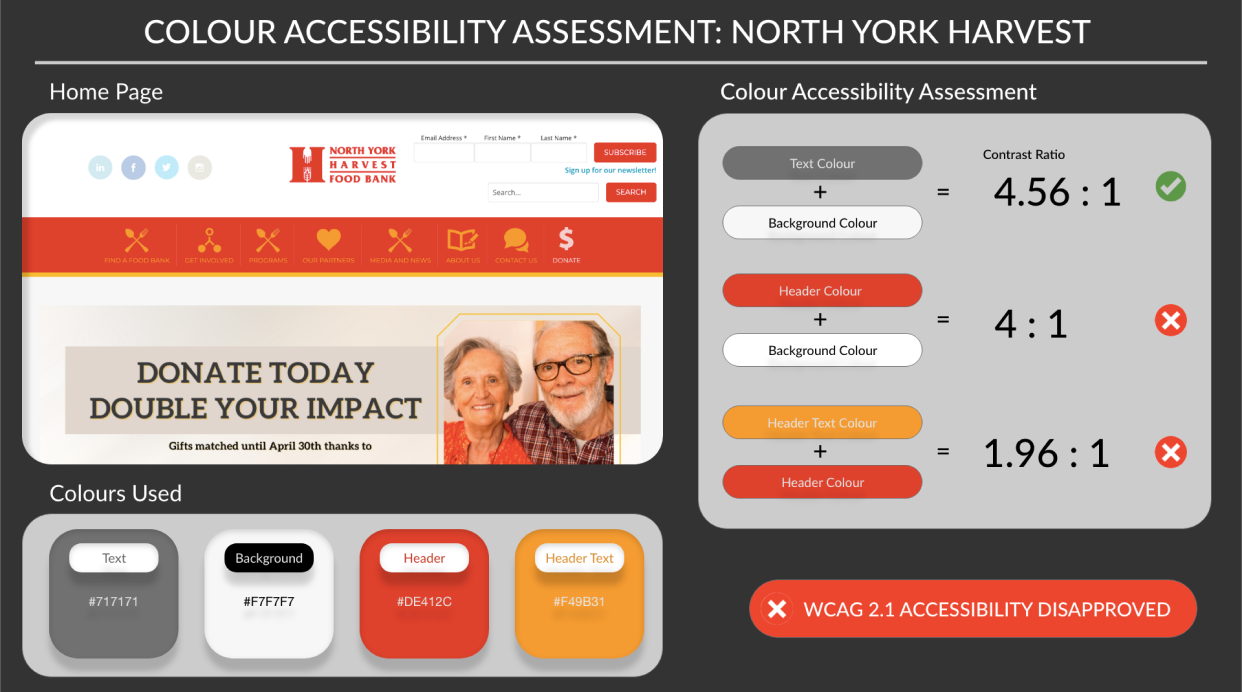 COLOUR ACCESSIBILITY ASSESSMENT: NORTH YORK HARVEST
Home Page
Email Address *
First Name *
Last Name *
SUBSCRIBE
Sign up for our newsletter!
Search...
SEARCH
in
f
NORTH YORK
HARVEST
FOOD BANK
FIND A FOOD BANK
GET INVOLVED
PROGRAMS
OUR PARTNERS
MEDIA AND NEWS
ABOUT US
CONTACT US
$
DONATE
DONATE TODAY
DOUBLE YOUR IMPACT
Gifts matched until April 30th thanks to
Colours Used
Text
#717171
Background
#F7F7F7
Header
#DE412C
Header Text
#F49B31
Colour Accessibility Assessment
Contrast Ratio
Text Colour
+
Background Colour
=
4.56 : 1
Header Colour
+
Background Colour
=
4 : 1
Header Text Colour
+
Header Colour
=
1.96 : 1
WCAG 2.1 ACCESSIBILITY DISAPPROVED